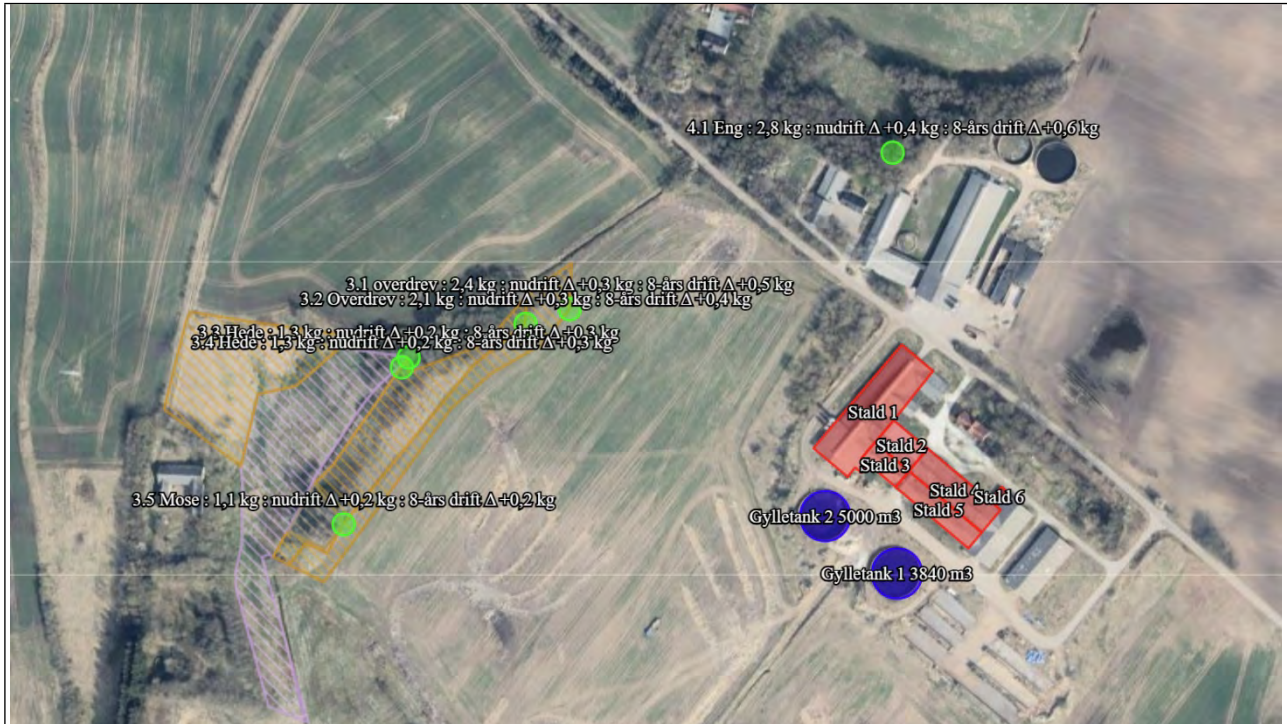 4.1 Eng : 2,8 kg : nudrift Δ +0,4 kg : 8-års drift Δ +0,6 kg
3.1 overdrev : 2,4 kg : nudrift Δ +0,3 kg : 8-års drift Δ +0,5 kg
3.2 Overdrev : 2,1 kg : nudrift Δ +0,3 kg : 8-års drift Δ +0,4 kg
3.3 Hede : 1,3 kg : nudrift Δ +0,2 kg : 8-års drift Δ +0,3 kg
3.4 Hede : 1,3 kg : nudrift Δ +0,2 kg : 8-års drift Δ +0,3 kg
Stald 1
Stald 2
Stald 3
Stald 4
Stald 6
Stald 5
3.5 Mose : 1,1 kg : nudrift Δ +0,2 kg : 8-års drift Δ +0,2 kg
Gylletank 2 5000 m3
Gylletank 1 3840 m3